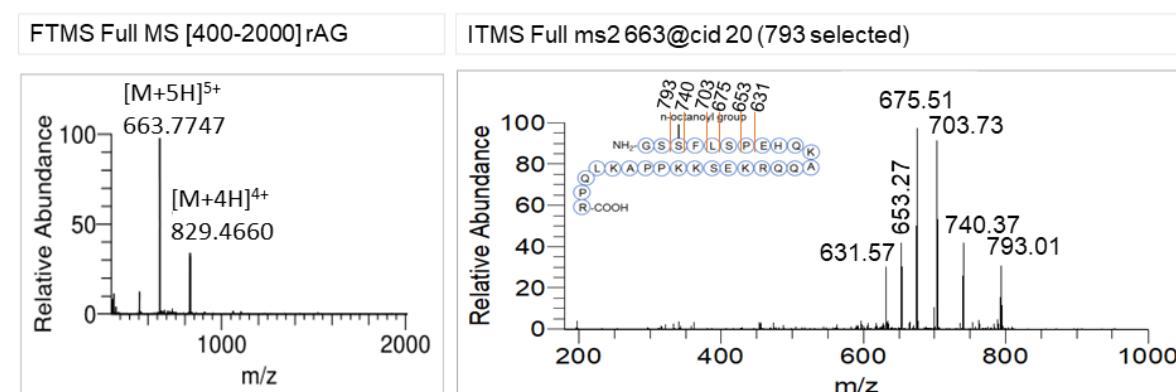 FTMS Full MS [400-2000] rAG
[M+5H]5+
663.7747
[M+4H]4+
829.4660
100
50
0
1000
2000
Relative Abundance
m/z
ITMS Full ms2 663@cid 20 (793 selected)
793 740 703 675 653 631
n-octanoyl group
NH2-GSSFLSPEHQK
LKAPPKKSEKRQQA
Q
P
R-COOH
675.51
703.73
653.27
740.37
631.57
793.01
100
80
60
40
20
0
200
400
600
800
1000
Relative Abundance
m/z